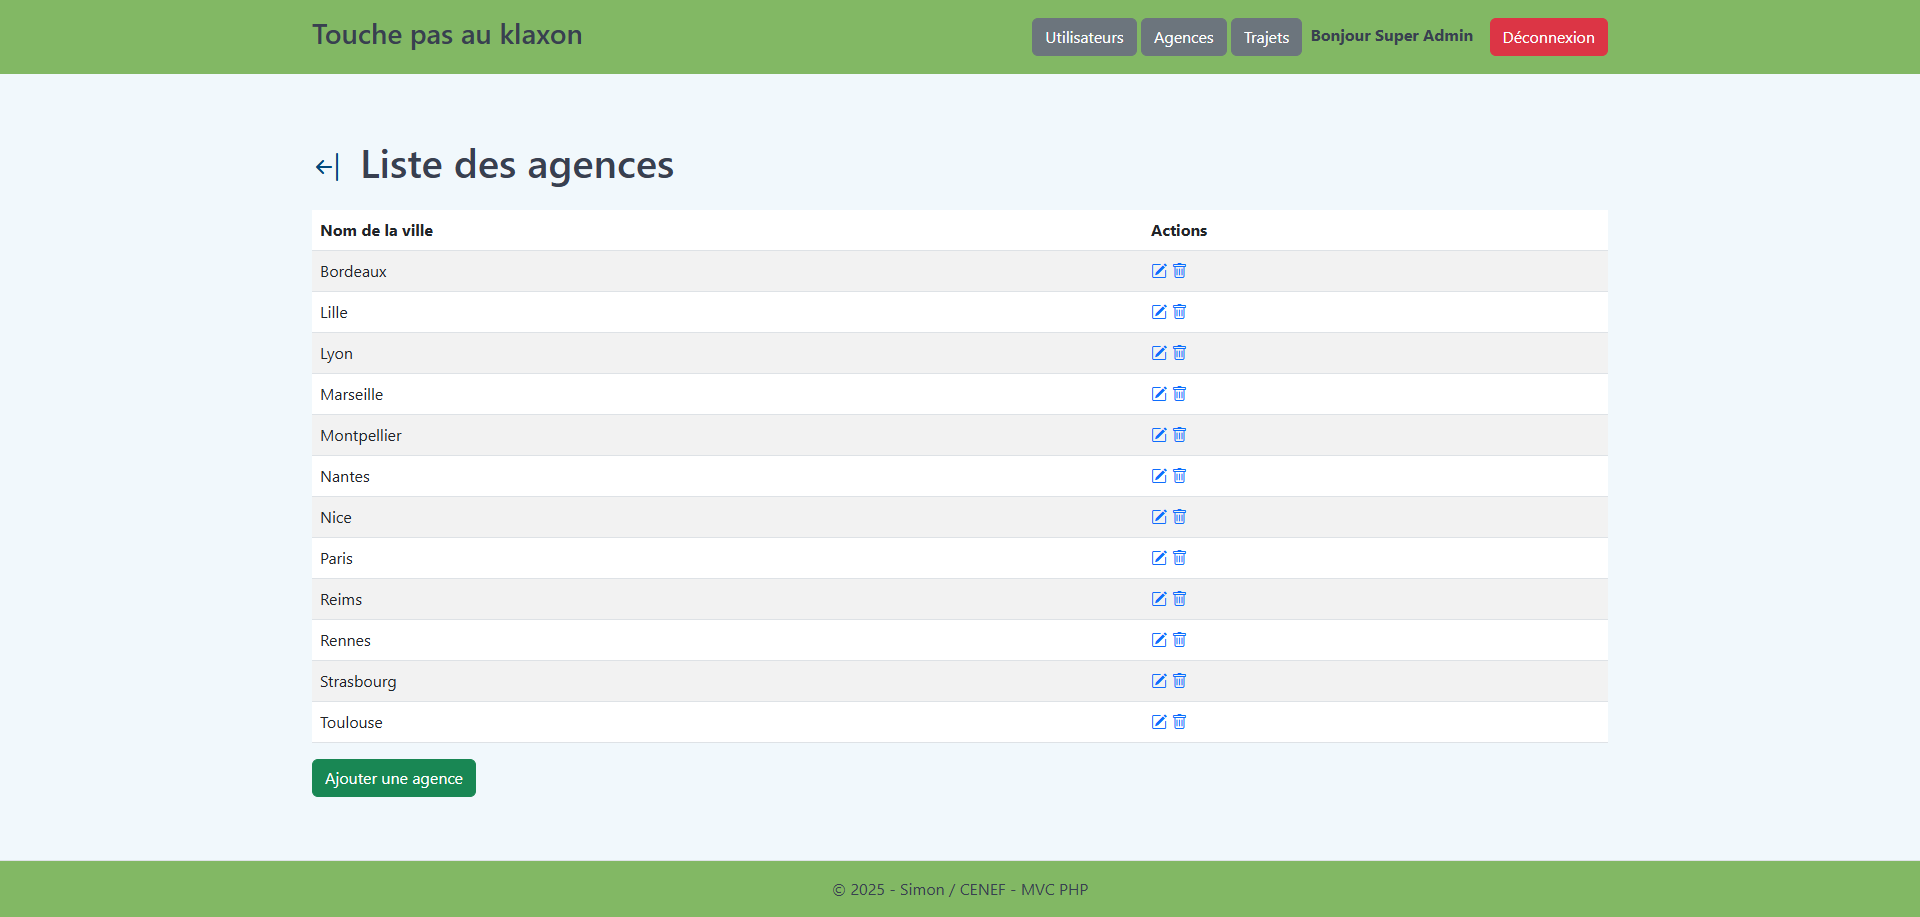 Touche pas au klaxon
Utilisateurs Agences Trajets Bonjour Super Admin Déconnexion
Liste des agences
Nom de la ville Actions
Bordeaux
Lille
Lyon
Marseille
Montpellier
Nantes
Nice
Paris
Reims
Rennes
Strasbourg
Toulouse
Ajouter une agence
© 2025 - Simon / CENEF - MVC PHP